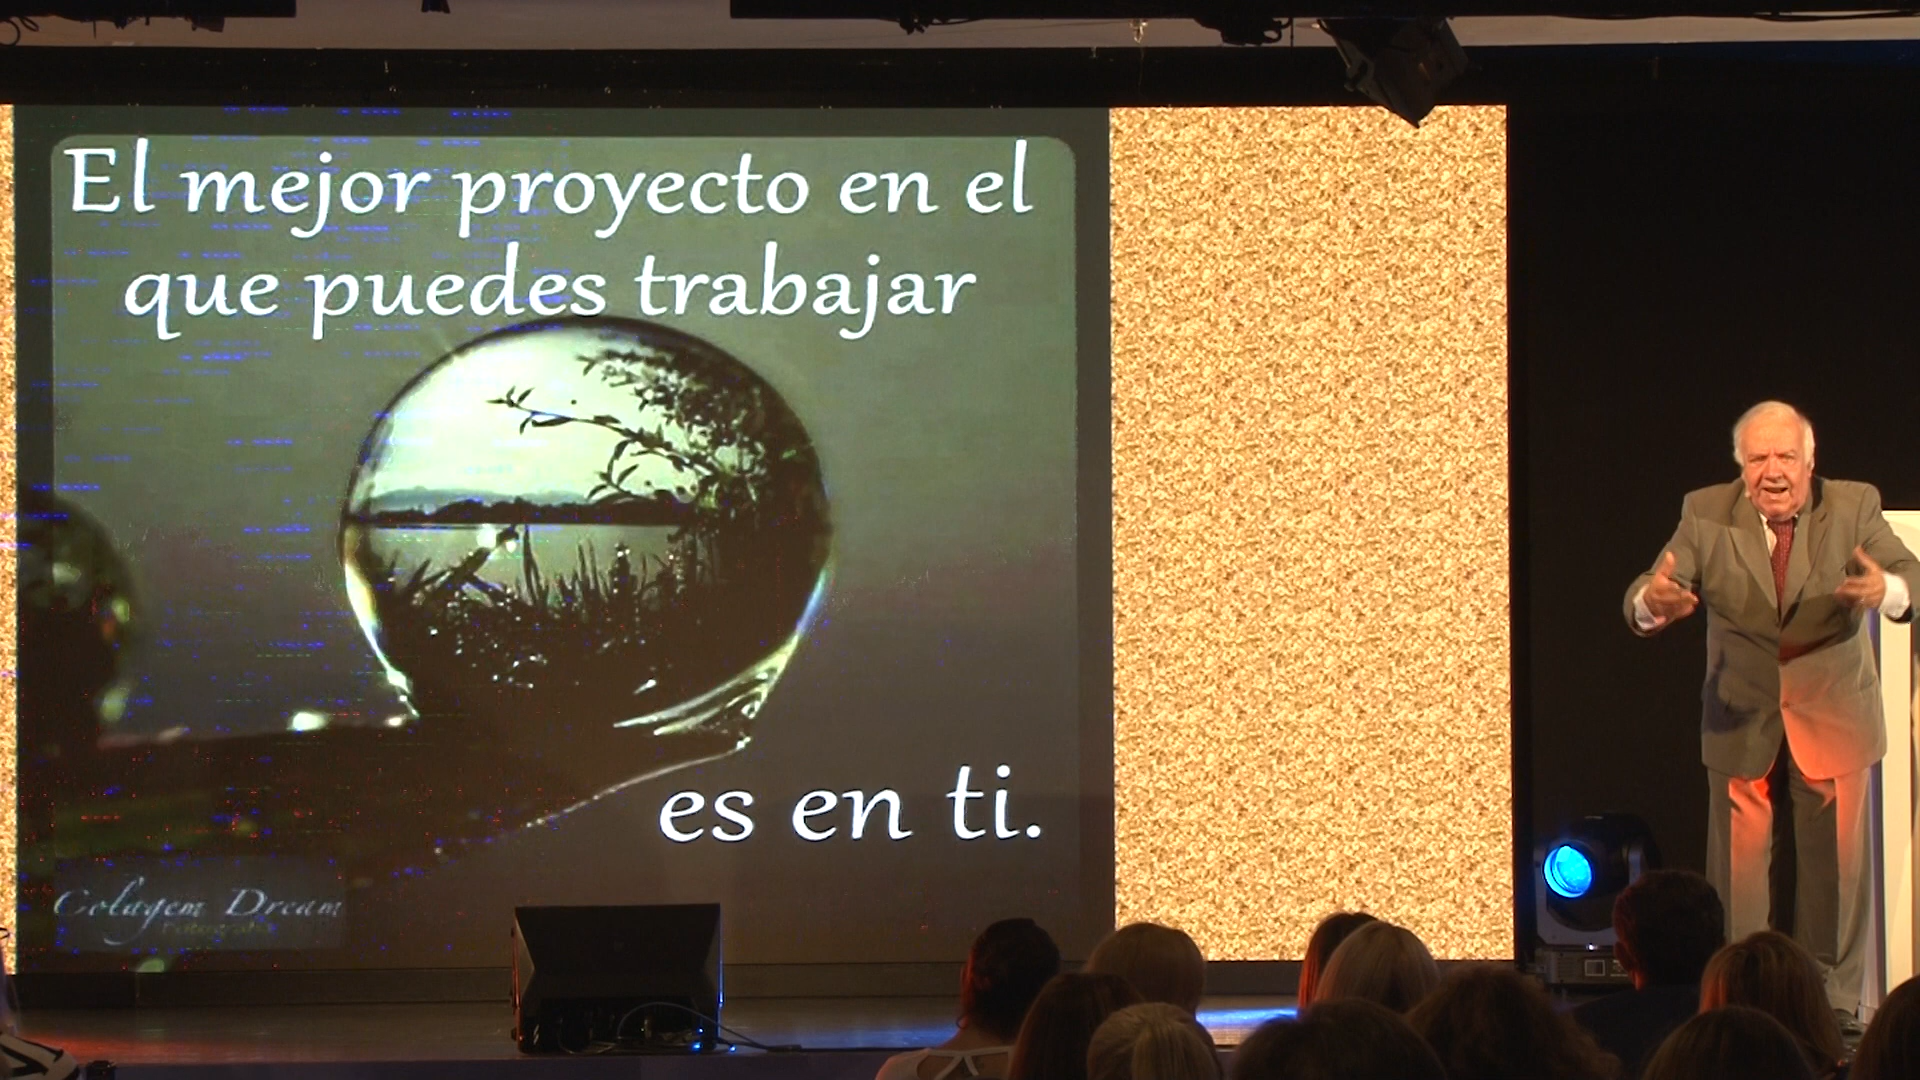 El mejor proyecto en el
que puedes trabajar
es en ti.
Colagem Dream